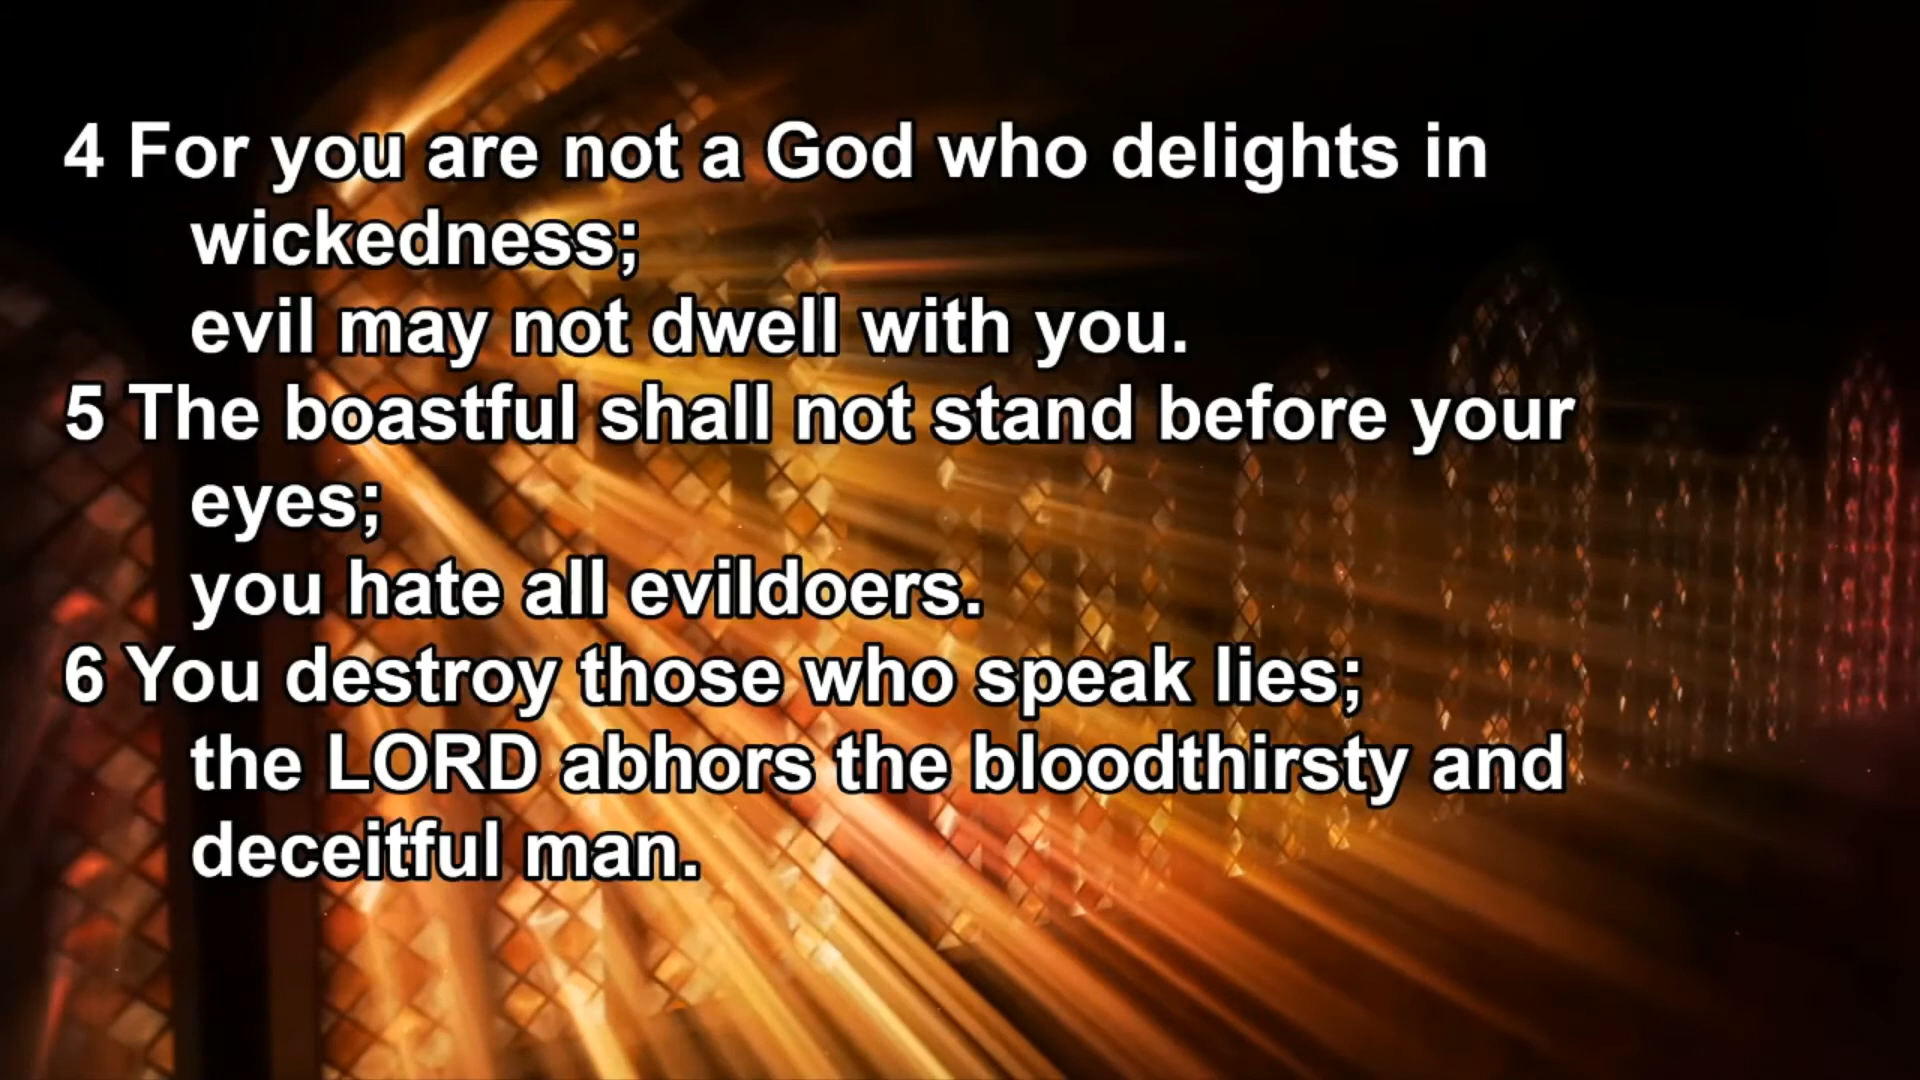 4 For you are not a God who delights in
wickedness;
evil may not dwell with you.
5 The boastful shall not stand before your
eyes;
you hate all evildoers.
6 You destroy those who speak lies;
the LORD abhors the bloodthirsty and
deceitful man.